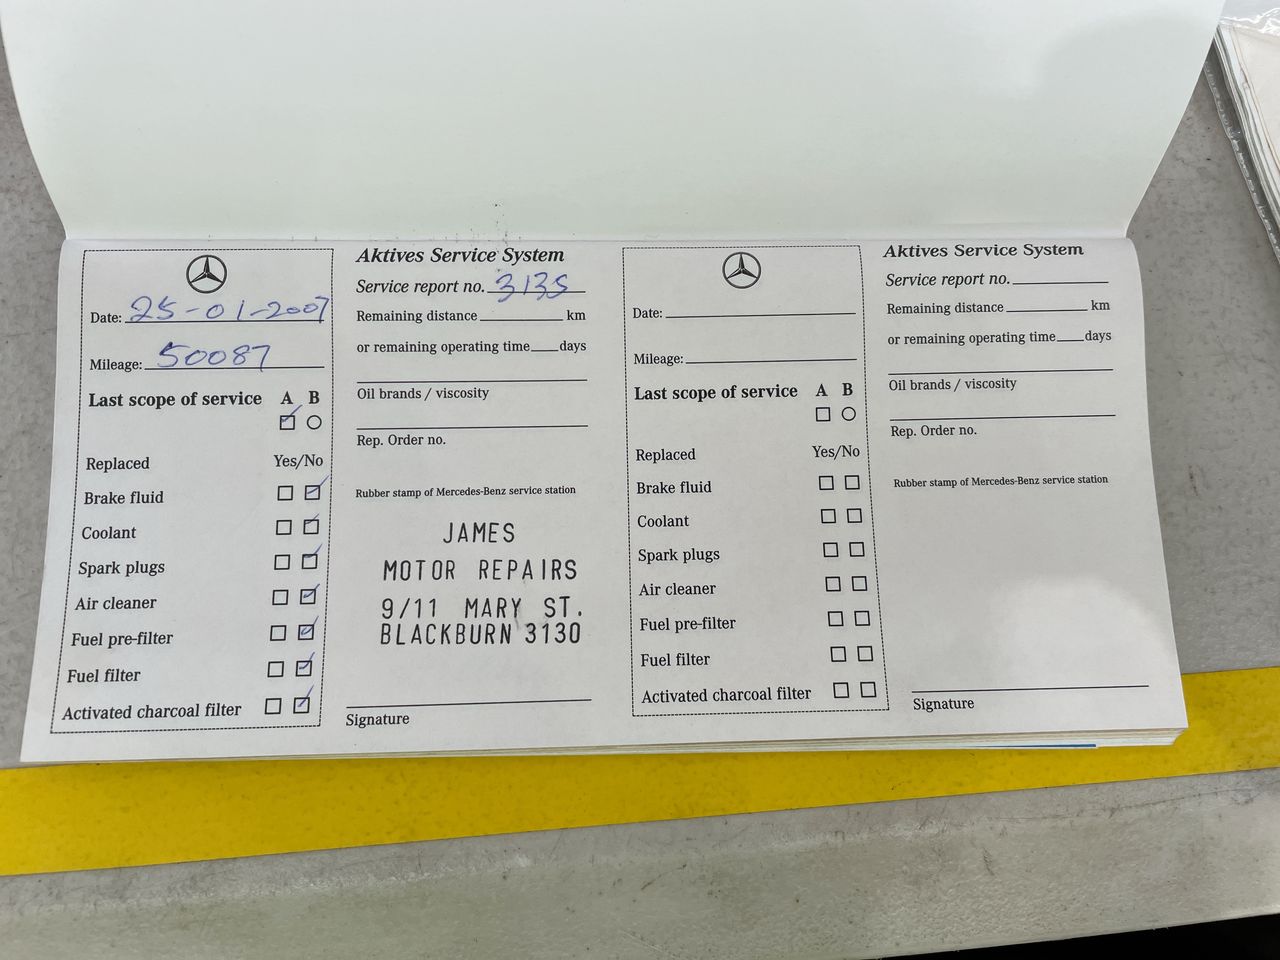 Date: 25-01-2007
Mileage: 50087
Last scope of service A B
Replaced Yes/No
Brake fluid
Coolant
Spark plugs
Air cleaner
Fuel pre-filter
Fuel filter
Activated charcoal filter
Aktives Service System
Service report no. 3135
Remaining distance km
or remaining operating time days
Oil brands / viscosity
Rep. Order no.
Rubber stamp of Mercedes-Benz service station
JAMES
MOTOR REPAIRS
9/11 MARY ST.
BLACKBURN 3130
Signature
Date:
Mileage:
Last scope of service A B
Replaced Yes/No
Brake fluid
Coolant
Spark plugs
Air cleaner
Fuel pre-filter
Fuel filter
Activated charcoal filter
Aktives Service System
Service report no.
Remaining distance km
or remaining operating time days
Oil brands / viscosity
Rep. Order no.
Rubber stamp of Mercedes-Benz service station
Signature